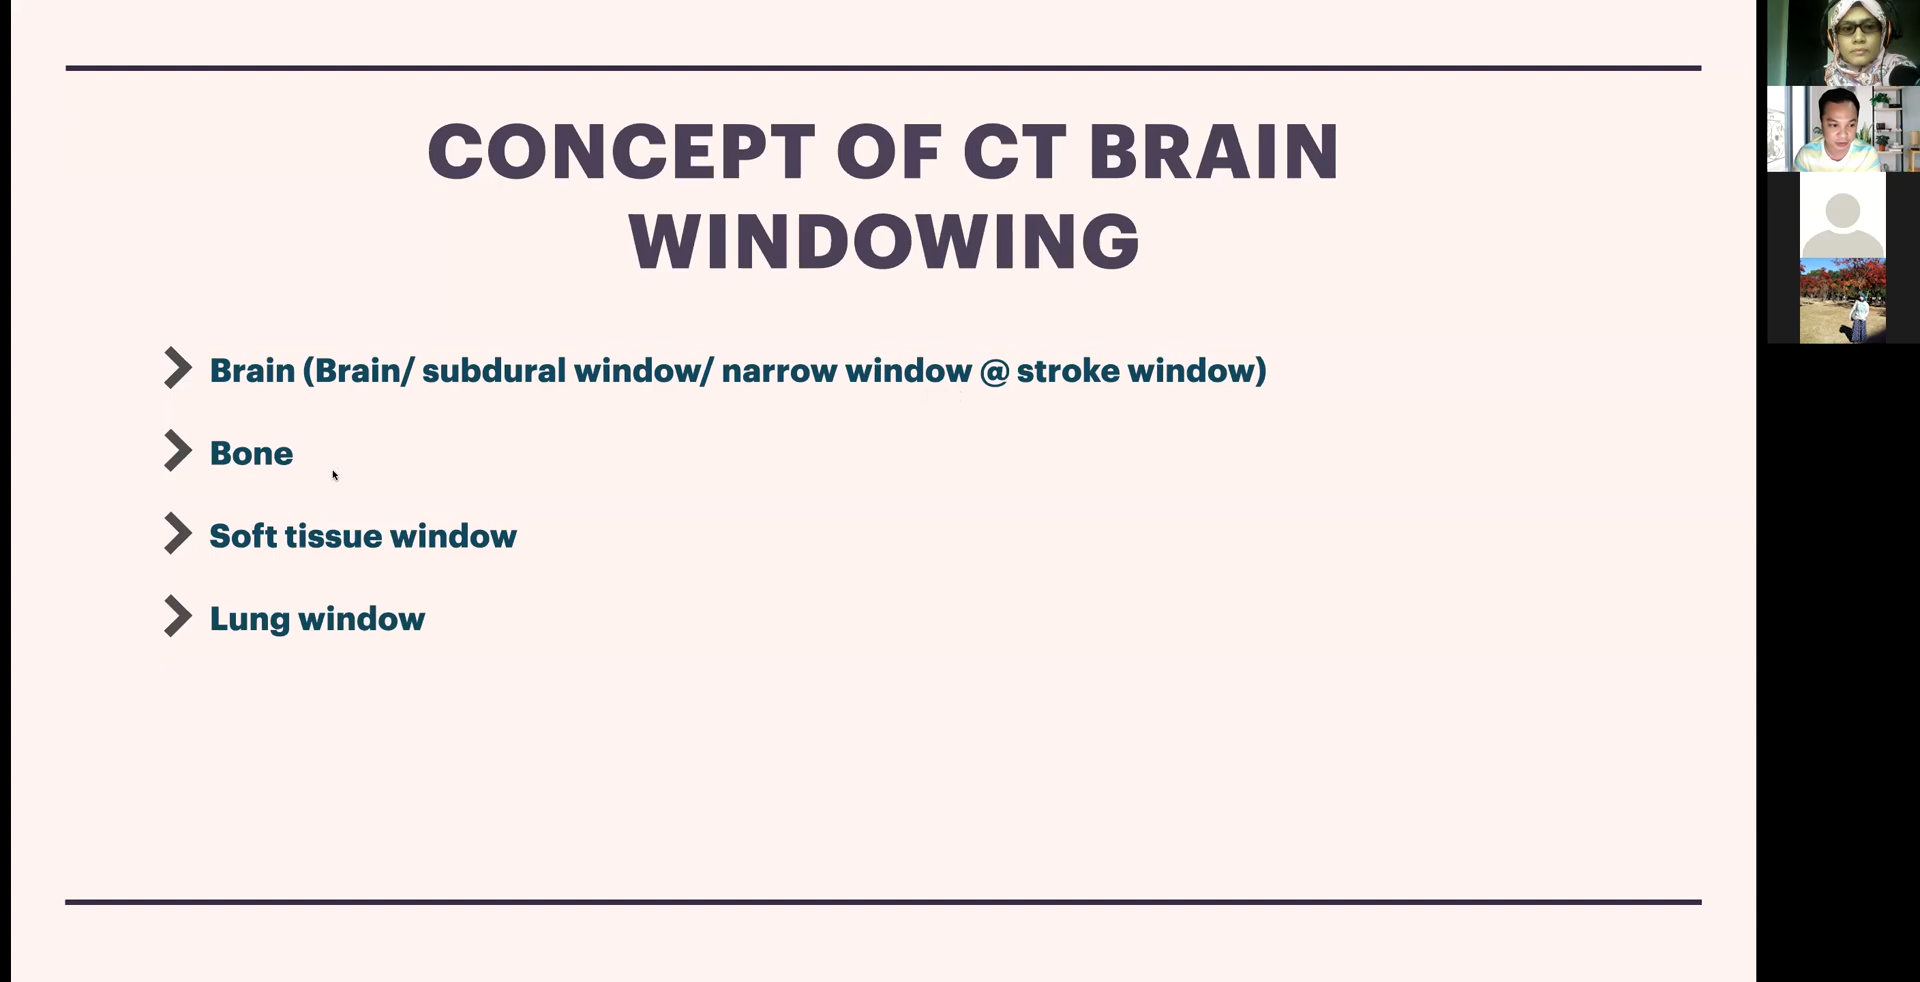 CONCEPT OF CT BRAIN
WINDOWING
Brain (Brain/ subdural window/ narrow window @ stroke window)
Bone
Soft tissue window
Lung window